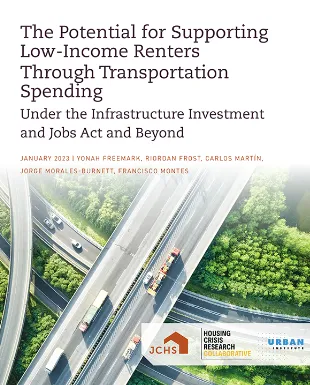 The Potential for Supporting
Low-Income Renters
Through Transportation
Spending
Under the Infrastructure Investment
and Jobs Act and Beyond
JANUARY 2023 | YONAH FREEMARK, RIORDAN FROST, CARLOS MARTÍN,
JORGE MORALES-BURNETT, FRANCISCO MONTES
JCHS
HOUSING
CRISIS
RESEARCH
COLLABORATIVE
URBAN
INSTITUTE